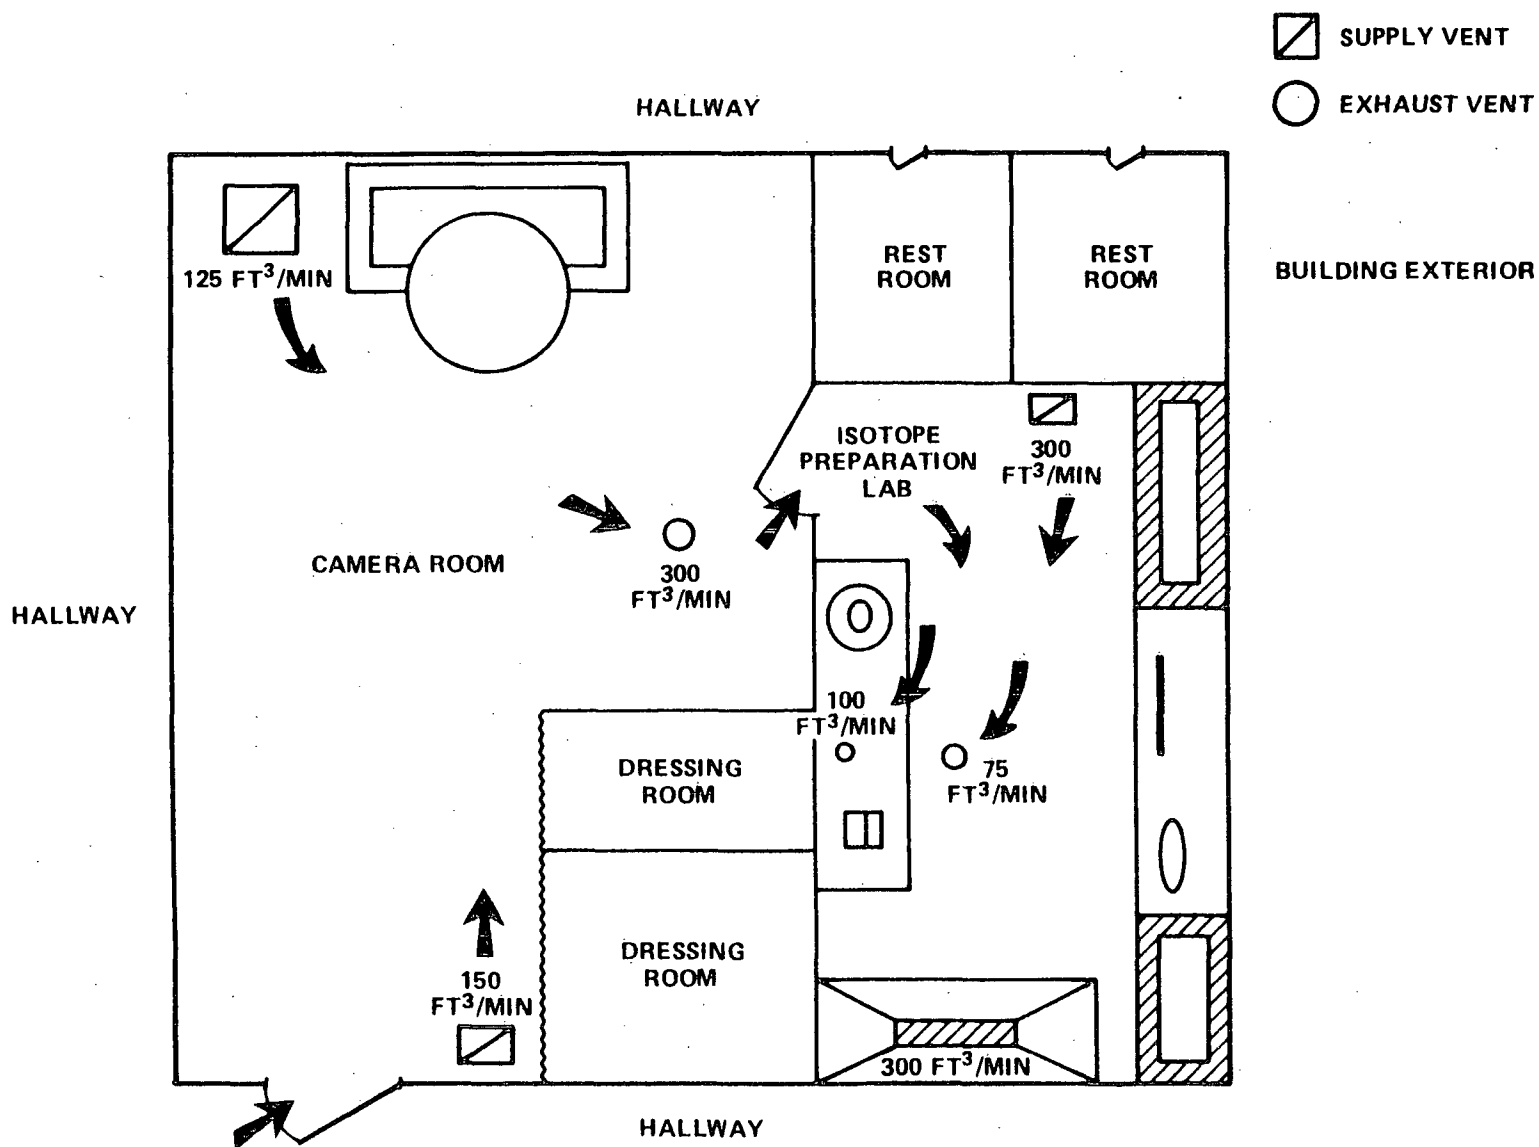 SUPPLY VENT
EXHAUST VENT
HALLWAY
125 FT³/MIN
REST
ROOM
REST
ROOM
BUILDING EXTERIOR
ISOTOPE
PREPARATION
LAB
300
FT³/MIN
CAMERA ROOM
300
FT³/MIN
HALLWAY
100
FT³/MIN
75
FT³/MIN
DRESSING
ROOM
DRESSING
ROOM
150
FT³/MIN
300 FT³/MIN
HALLWAY